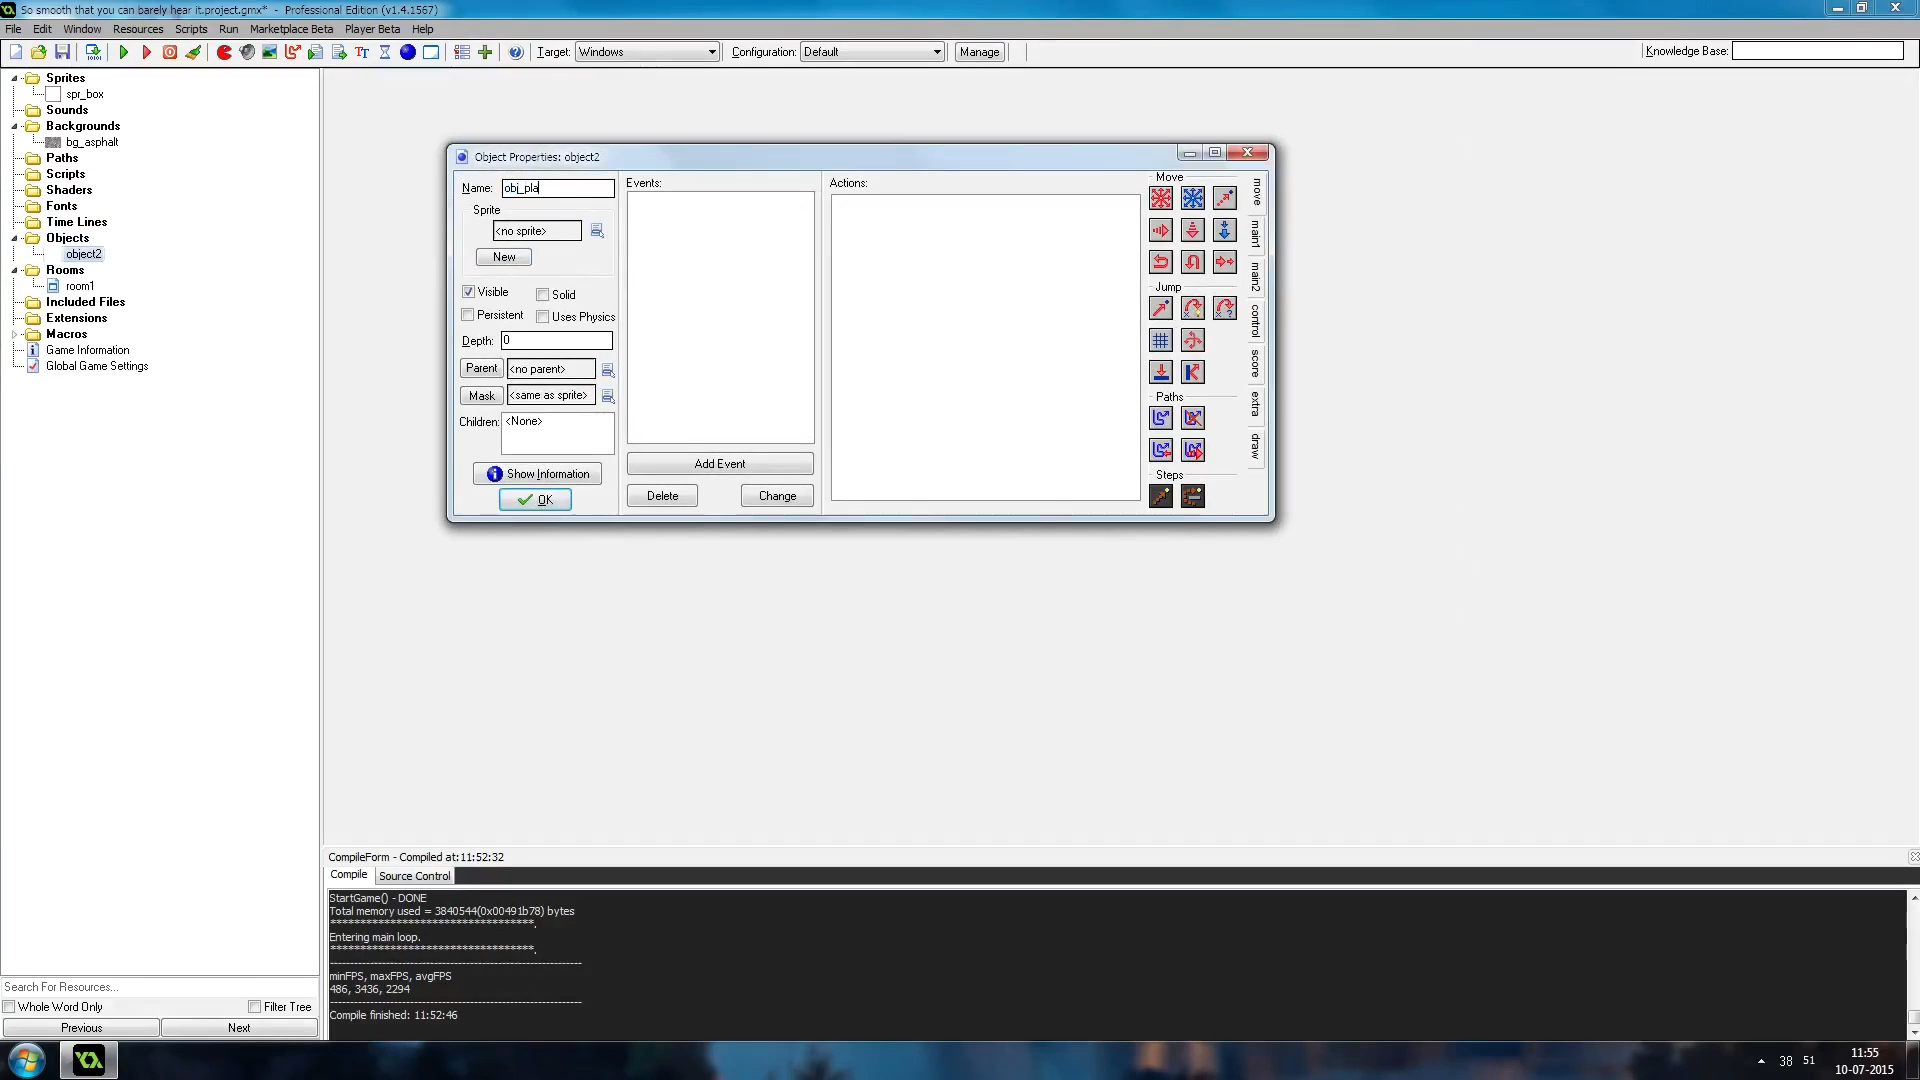 So smooth that you can barely hear it.project.gmx* - Professional Edition (v1.4.1567)
File Edit Window Resources Scripts Run Marketplace Beta Player Beta Help
Target: Windows Configuration: Default Manage Knowledge Base:
Sprites
spr_box
Sounds
Backgrounds
bg_asphalt
Paths
Scripts
Shaders
Fonts
Time Lines
Objects
object2
Rooms
room1
Included Files
Extensions
Macros
Game Information
Global Game Settings
Search For Resources...
Whole Word Only Filter Tree
Previous Next
Object Properties: object2
Name: obj_pla
Sprite
<no sprite>
New
Visible Solid
Persistent Uses Physics
Depth: 0
Parent <no parent>
Mask <same as sprite>
Children: <None>
Show Information
OK
Events:
Add Event
Delete Change
Actions:
Move
Jump
Paths
Steps
move
main1
main2
control
score
extra
draw
CompileForm - Compiled at:11:52:32
Compile Source Control
StartGame() - DONE
Total memory used = 3840544(0x00491b78) bytes
**********************************.
Entering main loop.
**********************************.
---------------------------------------------------------------
minFPS, maxFPS, avgFPS
486, 3436, 2294
---------------------------------------------------------------
Compile finished: 11:52:46
38 51
11:55
10-07-2015